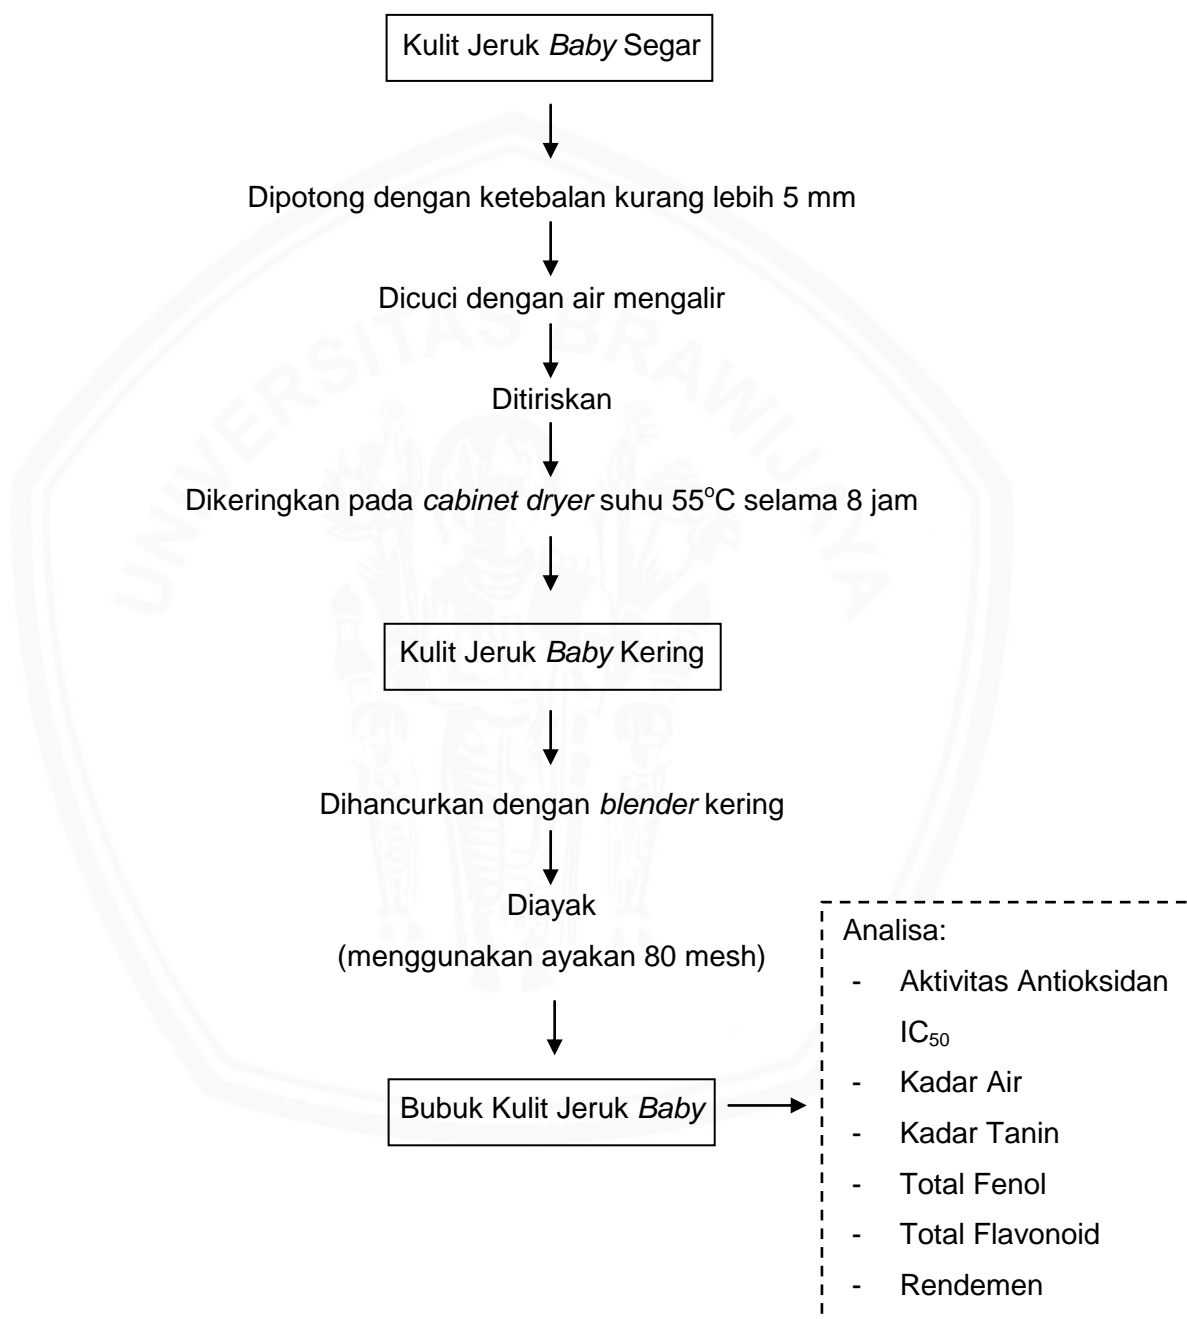 Kulit Jeruk Baby Segar
Dipotong dengan ketebalan kurang lebih 5 mm
Dicuci dengan air mengalir
Ditiriskan
Dikeringkan pada cabinet dryer suhu 55°C selama 8 jam
Kulit Jeruk Baby Kering
Dihancurkan dengan blender kering
Diayak
(menggunakan ayakan 80 mesh)
Bubuk Kulit Jeruk Baby
Analisa:
- Aktivitas Antioksidan
IC₅₀
- Kadar Air
- Kadar Tanin
- Total Fenol
- Total Flavonoid
- Rendemen
UNIVERSITAS BRAWIJAYA